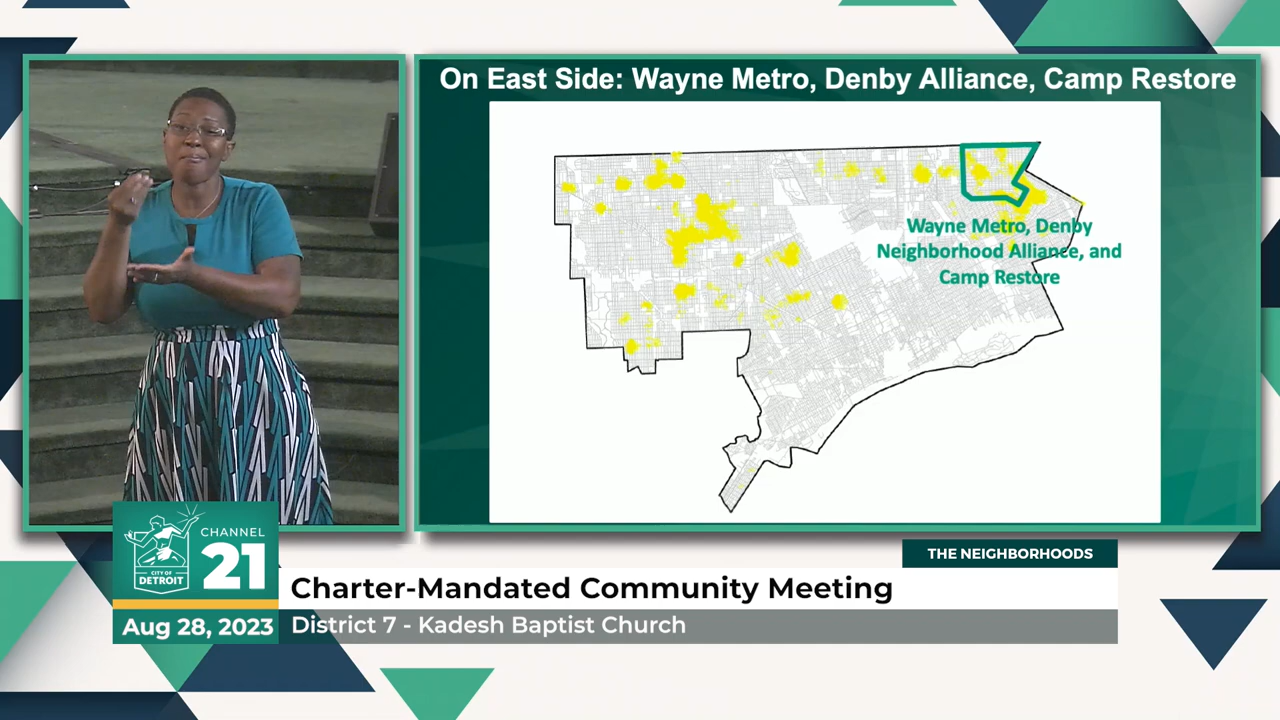 On East Side: Wayne Metro, Denby Alliance, Camp Restore
Wayne Metro, Denby
Neighborhood Alliance, and
Camp Restore
THE NEIGHBORHOODS
CHANNEL
21
CITY OF
DETROIT
Charter-Mandated Community Meeting
Aug 28, 2023
District 7 - Kadesh Baptist Church